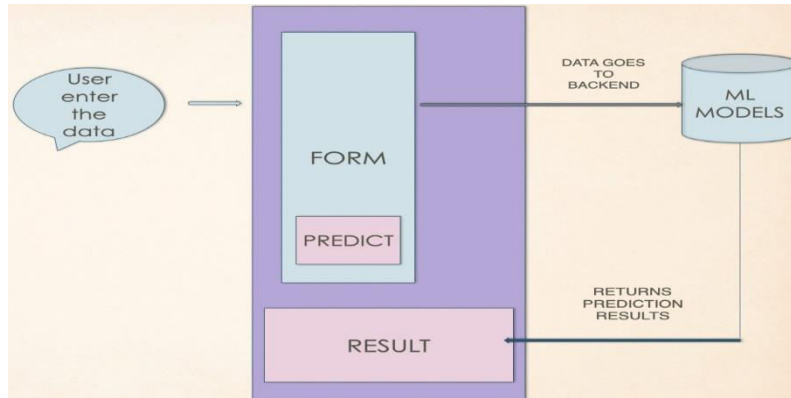 User
enter
the
data
FORM
PREDICT
RESULT
DATA GOES
TO
BACKEND
ML
MODELS
RETURNS
PREDICTION
RESULTS